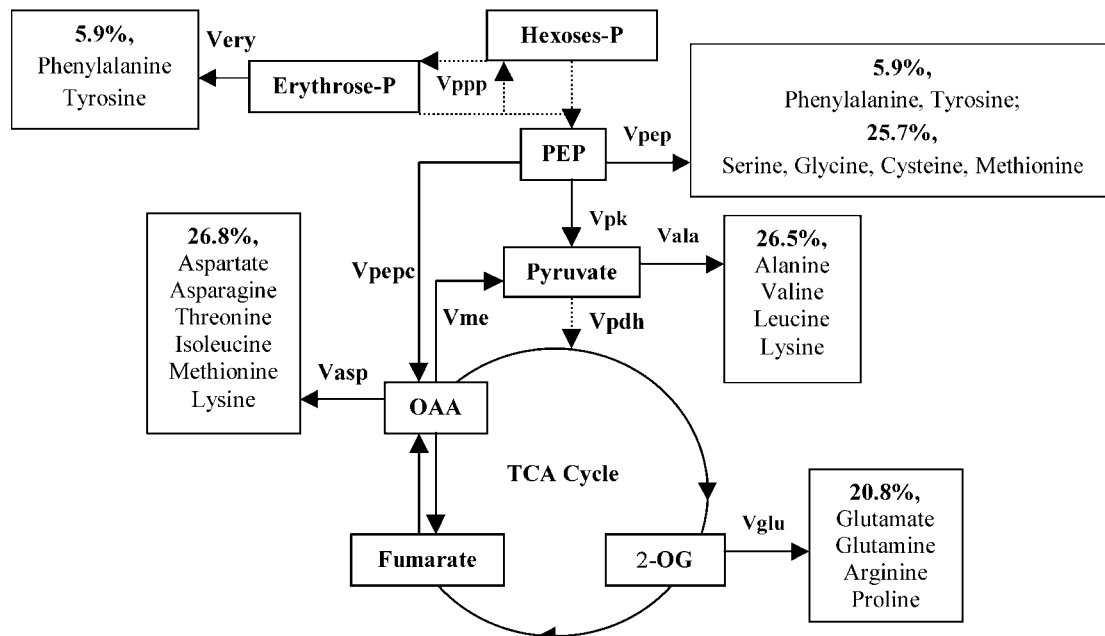 5.9%,
Phenylalanine
Tyrosine
Very
Hexoses-P
Erythrose-P
Vppp
PEP
Vpep
5.9%,
Phenylalanine, Tyrosine;
25.7%,
Serine, Glycine, Cysteine, Methionine
26.8%,
Aspartate
Asparagine
Threonine
Isoleucine
Methionine
Lysine
Vpepc
Vpk
Pyruvate
Vala
26.5%,
Alanine
Valine
Leucine
Lysine
Vme
Vpdh
Vasp
OAA
TCA Cycle
Fumarate
2-OG
Vglu
20.8%,
Glutamate
Glutamine
Arginine
Proline